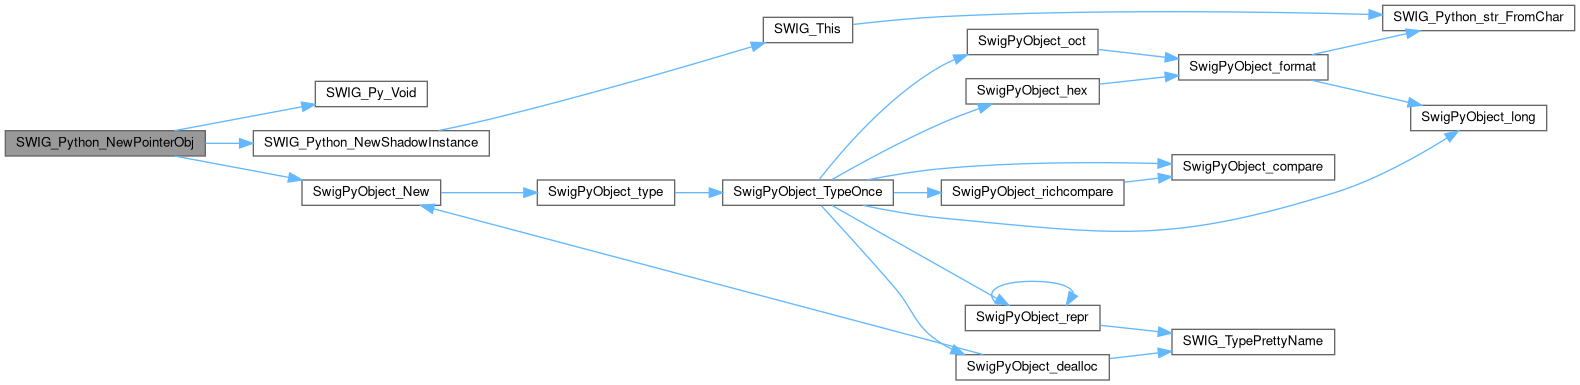 SWIG_Python_NewPointerObj
SWIG_Py_Void
SWIG_Python_NewShadowInstance
SwigPyObject_New
SWIG_This
SwigPyObject_type
SwigPyObject_TypeOnce
SWIG_Python_str_FromChar
SwigPyObject_oct
SwigPyObject_format
SwigPyObject_hex
SwigPyObject_long
SwigPyObject_compare
SwigPyObject_richcompare
SwigPyObject_repr
SWIG_TypePrettyName
SwigPyObject_dealloc